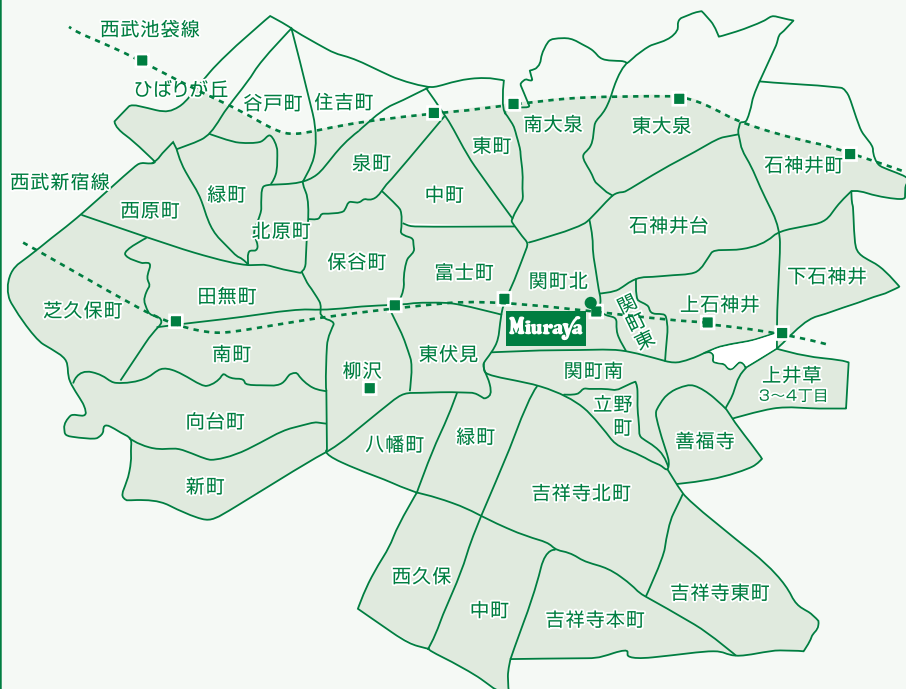 西武池袋線
ひばりが丘
谷戸町
住吉町
南大泉
東大泉
東町
泉町
石神井町
西武新宿線
緑町
西原町
中町
北原町
石神井台
保谷町
富士町
関町北
下石神井
田無町
芝久保町
関町東
上石神井
Miuraya
南町
東伏見
柳沢
関町南
上井草
3〜4丁目
立野
町
向台町
八幡町
緑町
善福寺
新町
吉祥寺北町
西久保
中町
吉祥寺本町
吉祥寺東町